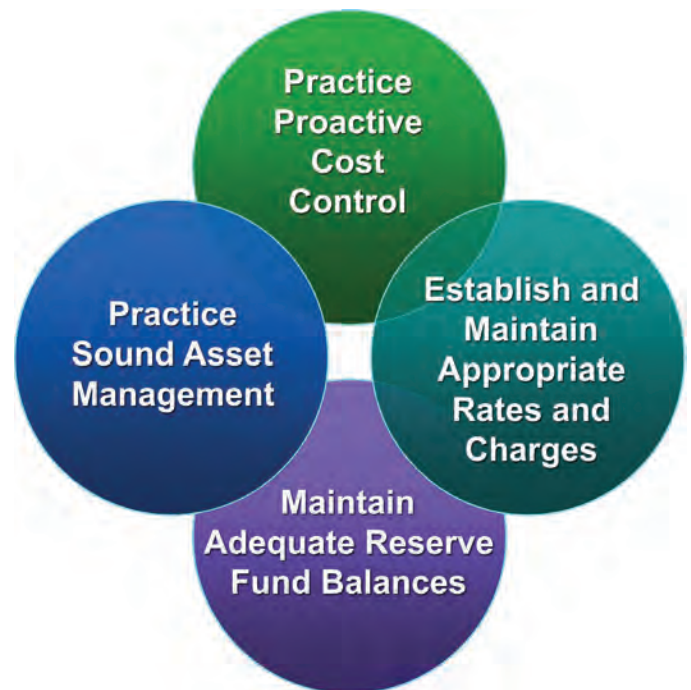 Practice
Proactive
Cost
Control
Practice
Sound Asset
Management
Establish and
Maintain
Appropriate
Rates and
Charges
Maintain
Adequate Reserve
Fund Balances